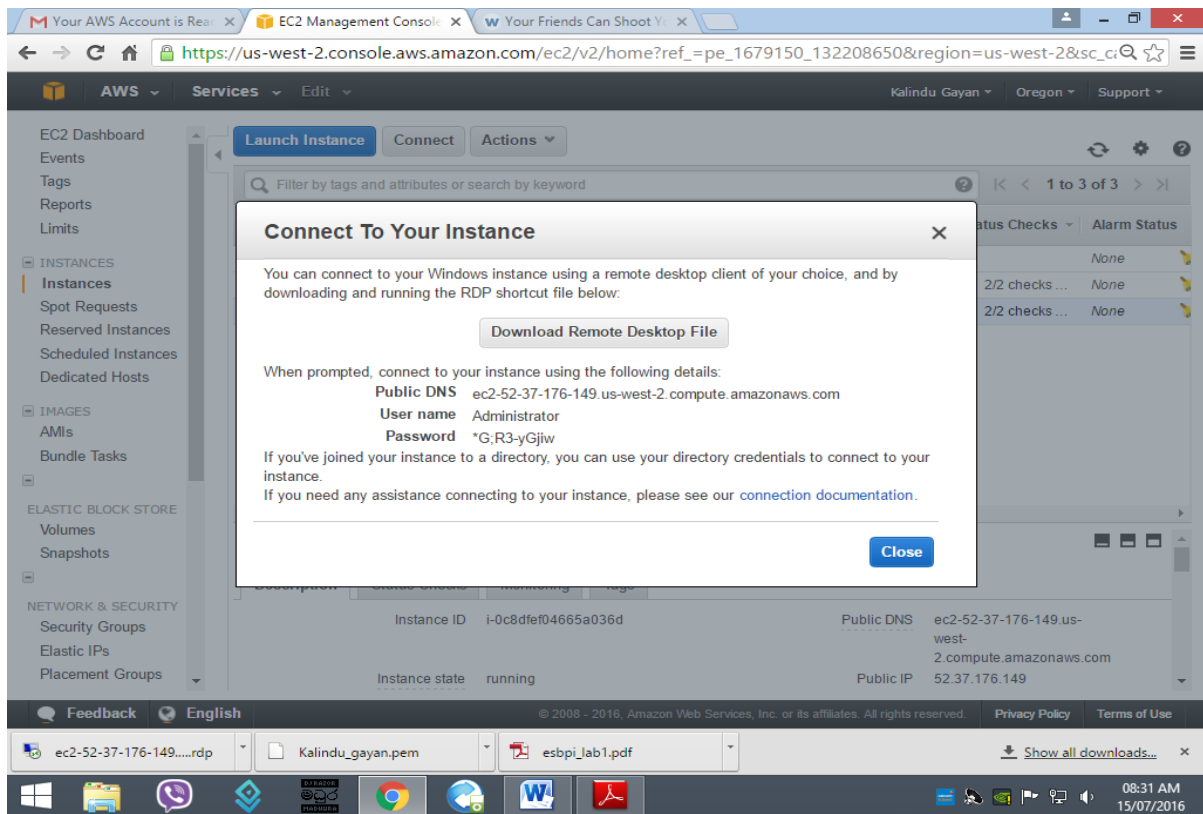 Your AWS Account is Reac
EC2 Management Console
Your Friends Can Shoot Yo
https://us-west-2.console.aws.amazon.com/ec2/v2/home?ref_=pe_1679150_132208650&region=us-west-2&sc_c
AWS Services Edit Kalindu Gayan Oregon Support
EC2 Dashboard
Events
Tags
Reports
Limits
INSTANCES
Instances
Spot Requests
Reserved Instances
Scheduled Instances
Dedicated Hosts
IMAGES
AMIs
Bundle Tasks
ELASTIC BLOCK STORE
Volumes
Snapshots
NETWORK & SECURITY
Security Groups
Elastic IPs
Placement Groups
Launch Instance Connect Actions
Filter by tags and attributes or search by keyword 1 to 3 of 3
atus Checks Alarm Status
None
2/2 checks ... None
2/2 checks ... None
Connect To Your Instance
You can connect to your Windows instance using a remote desktop client of your choice, and by
downloading and running the RDP shortcut file below:
Download Remote Desktop File
When prompted, connect to your instance using the following details:
Public DNS ec2-52-37-176-149.us-west-2.compute.amazonaws.com
User name Administrator
Password *G;R3-yGjiw
If you've joined your instance to a directory, you can use your directory credentials to connect to your
instance.
If you need any assistance connecting to your instance, please see our connection documentation.
Close
Description Status Checks Monitoring Tags
Instance ID i-0c8dfef04665a036d Public DNS ec2-52-37-176-149.us-
west-
2.compute.amazonaws.com
Instance state running Public IP 52.37.176.149
Feedback English © 2008 - 2016, Amazon Web Services, Inc. or its affiliates. All rights reserved. Privacy Policy Terms of Use
ec2-52-37-176-149.....rdp Kalindu_gayan.pem esbpi_lab1.pdf Show all downloads...
මධුර
MADHURA
08:31 AM
15/07/2016